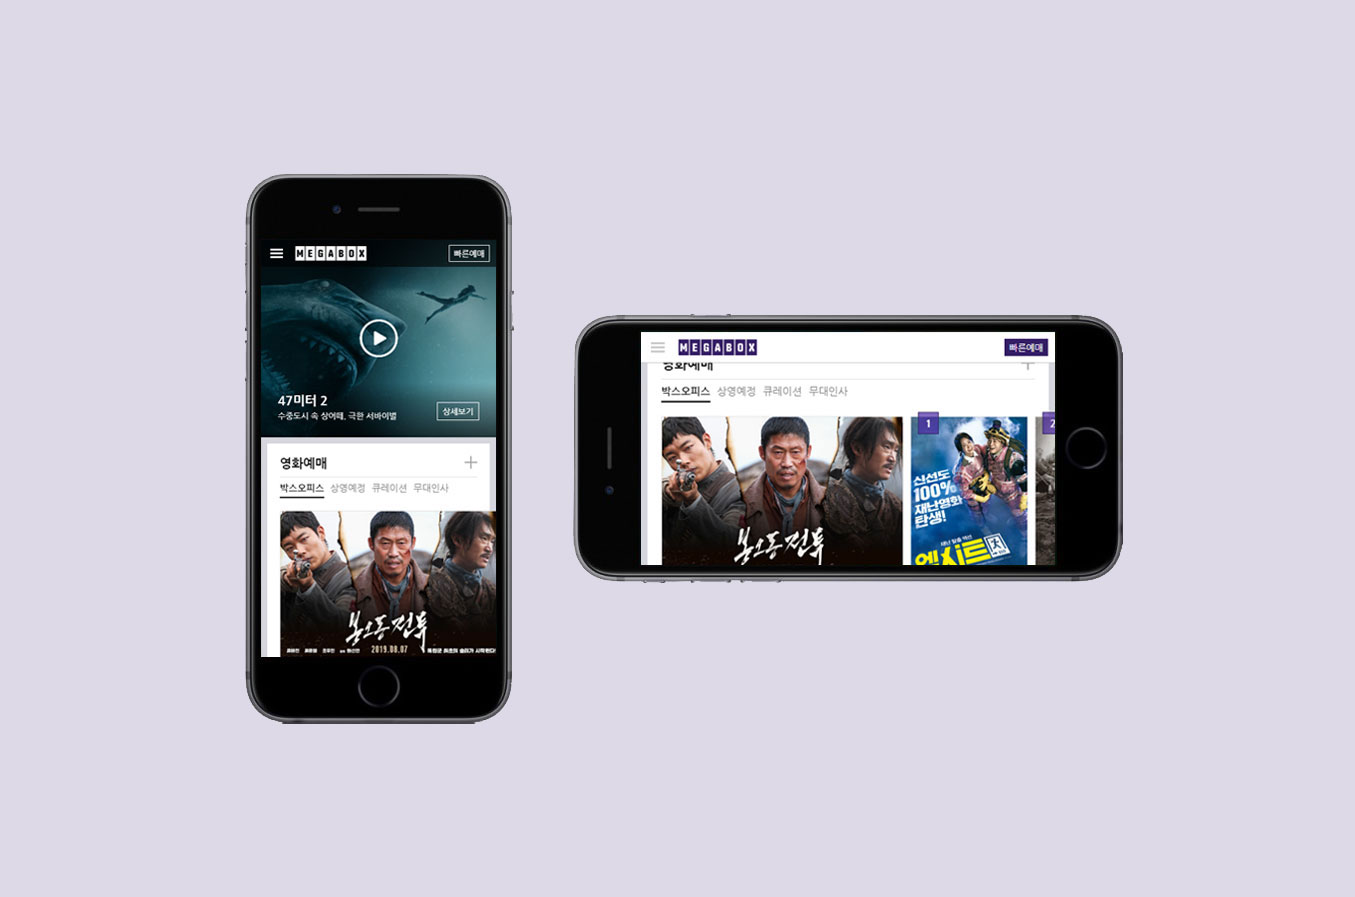 MEGABOX
빠른예매
47미터 2
수중도시 속 상어떼, 극한 서바이벌
상세보기
영화예매
박스오피스 상영예정 큐레이션 무대인사
봉오동 전투
2019.08.07
MEGABOX
빠른예매
영화예매
박스오피스 상영예정 큐레이션 무대인사
봉오동 전투
1
신선도
100%
재난영화
탄생!
엑시트
2